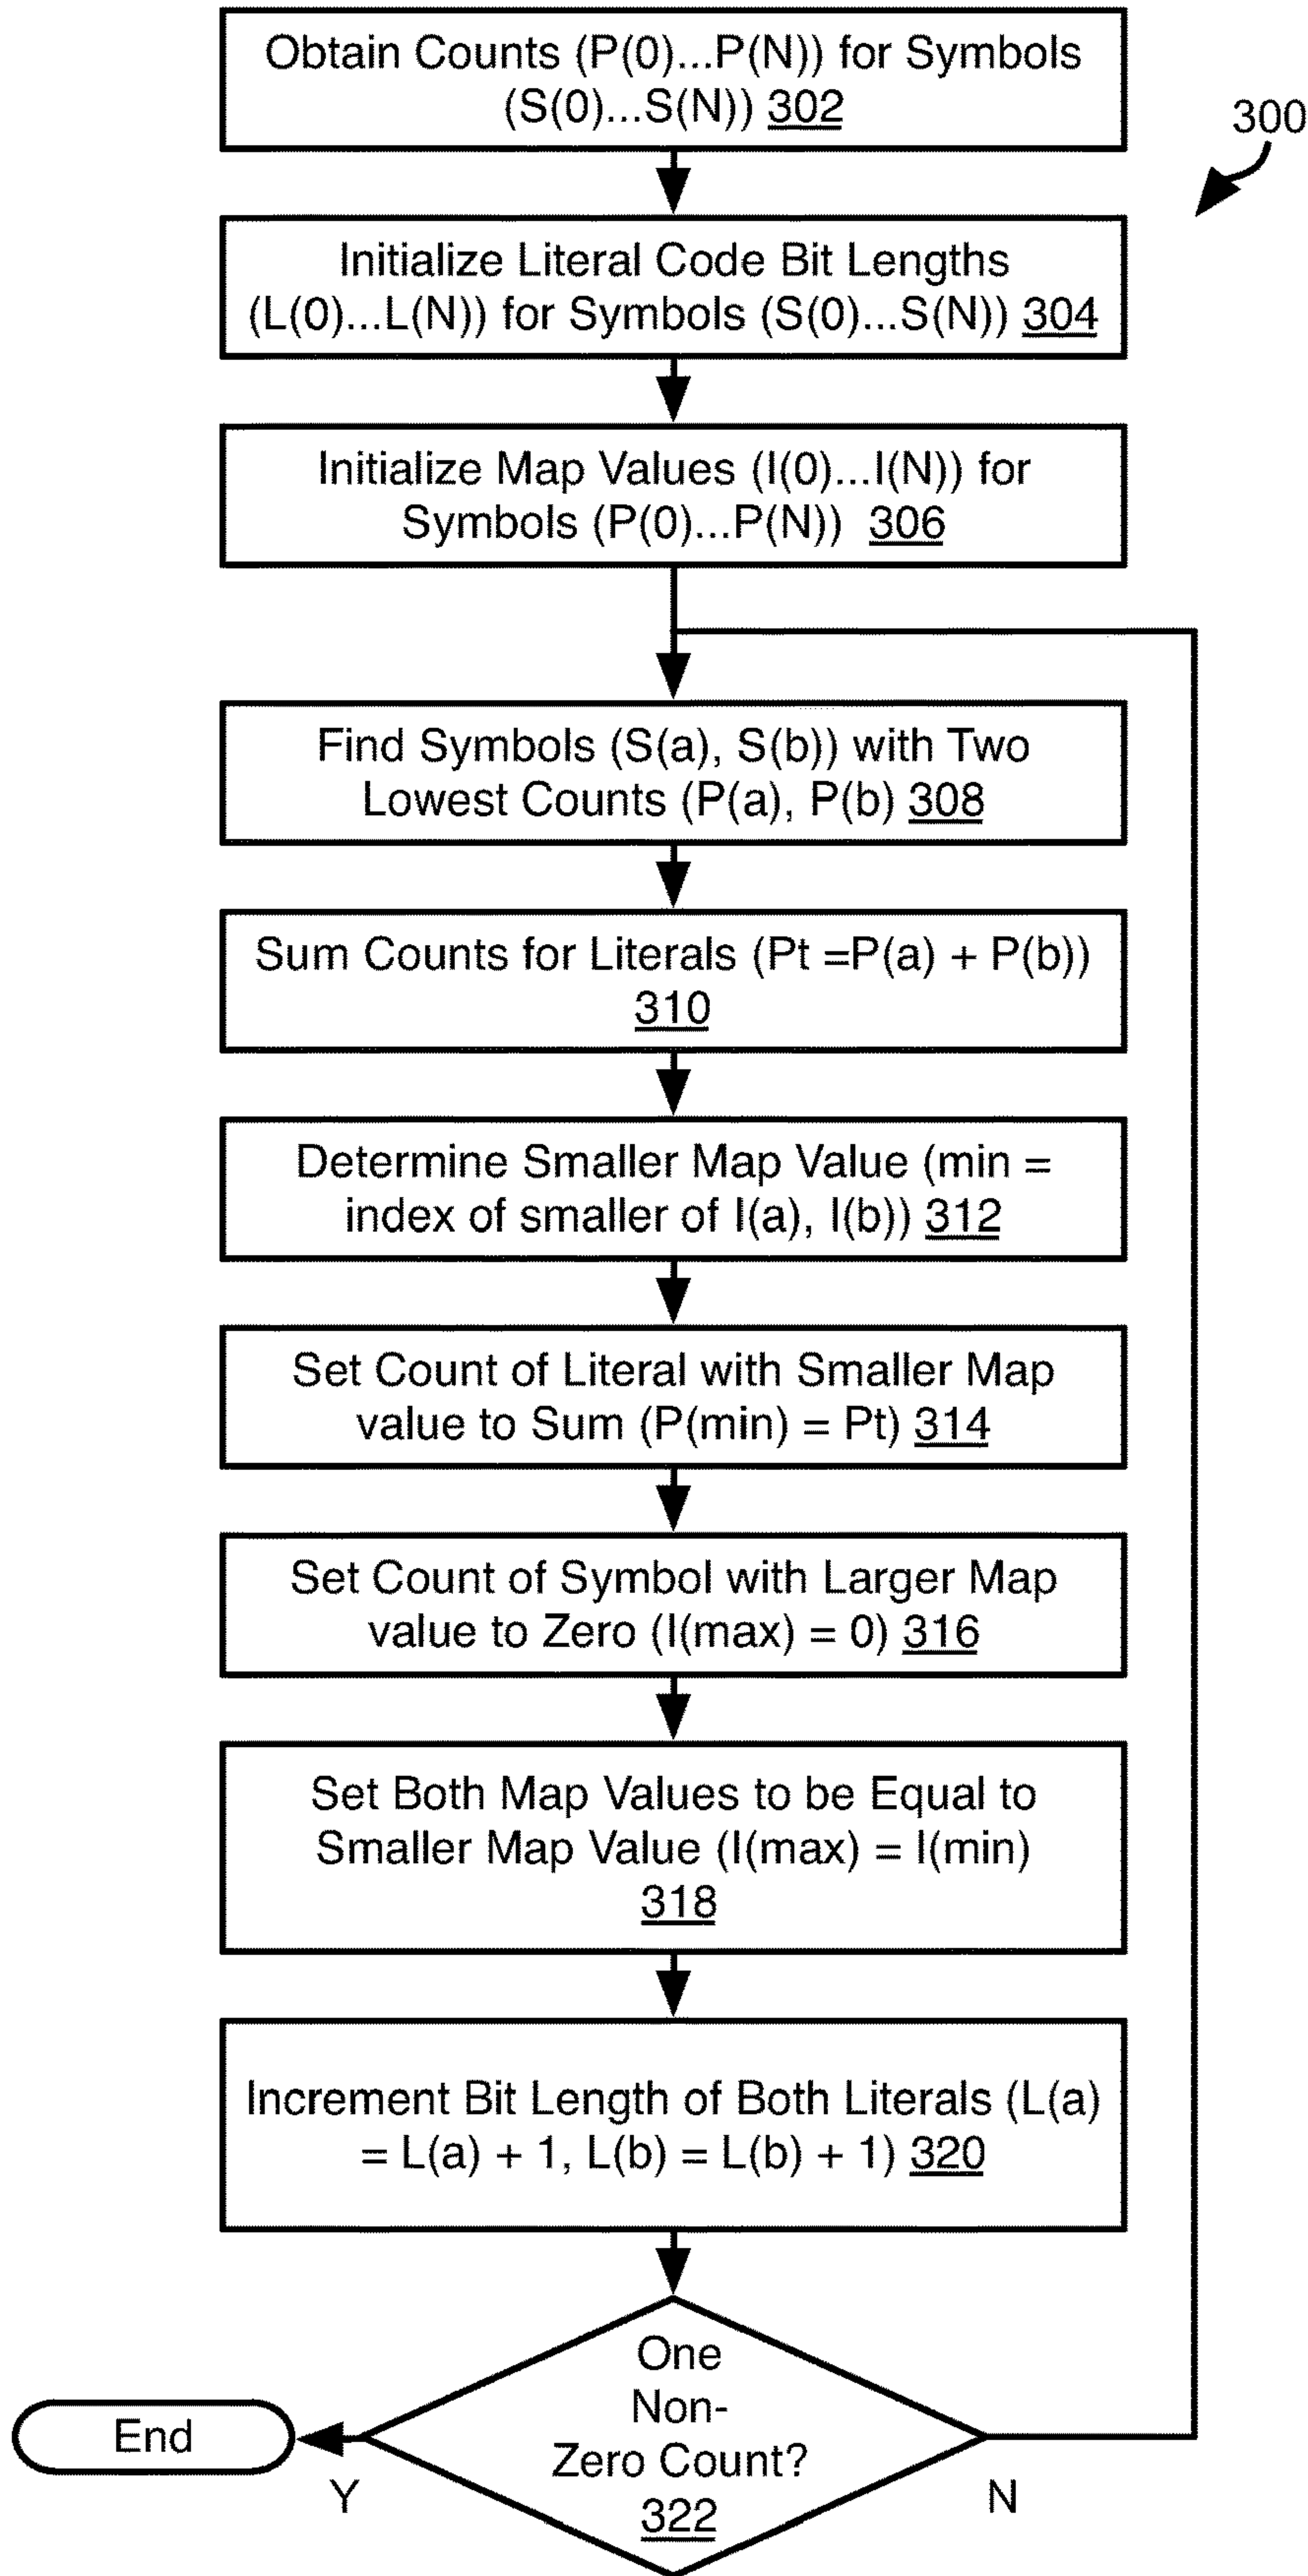 Obtain Counts (P(0)...P(N)) for Symbols
(S(0)...S(N)) 302
300
Initialize Literal Code Bit Lengths
(L(0)...L(N)) for Symbols (S(0)...S(N)) 304
Initialize Map Values (I(0)...I(N)) for
Symbols (P(0)...P(N)) 306
Find Symbols (S(a), S(b)) with Two
Lowest Counts (P(a), P(b) 308
Sum Counts for Literals (Pt =P(a) + P(b))
310
Determine Smaller Map Value (min =
index of smaller of I(a), I(b)) 312
Set Count of Literal with Smaller Map
value to Sum (P(min) = Pt) 314
Set Count of Symbol with Larger Map
value to Zero (I(max) = 0) 316
Set Both Map Values to be Equal to
Smaller Map Value (I(max) = I(min)
318
Increment Bit Length of Both Literals (L(a)
= L(a) + 1, L(b) = L(b) + 1) 320
One
Non-
Zero Count?
322
End
Y
N